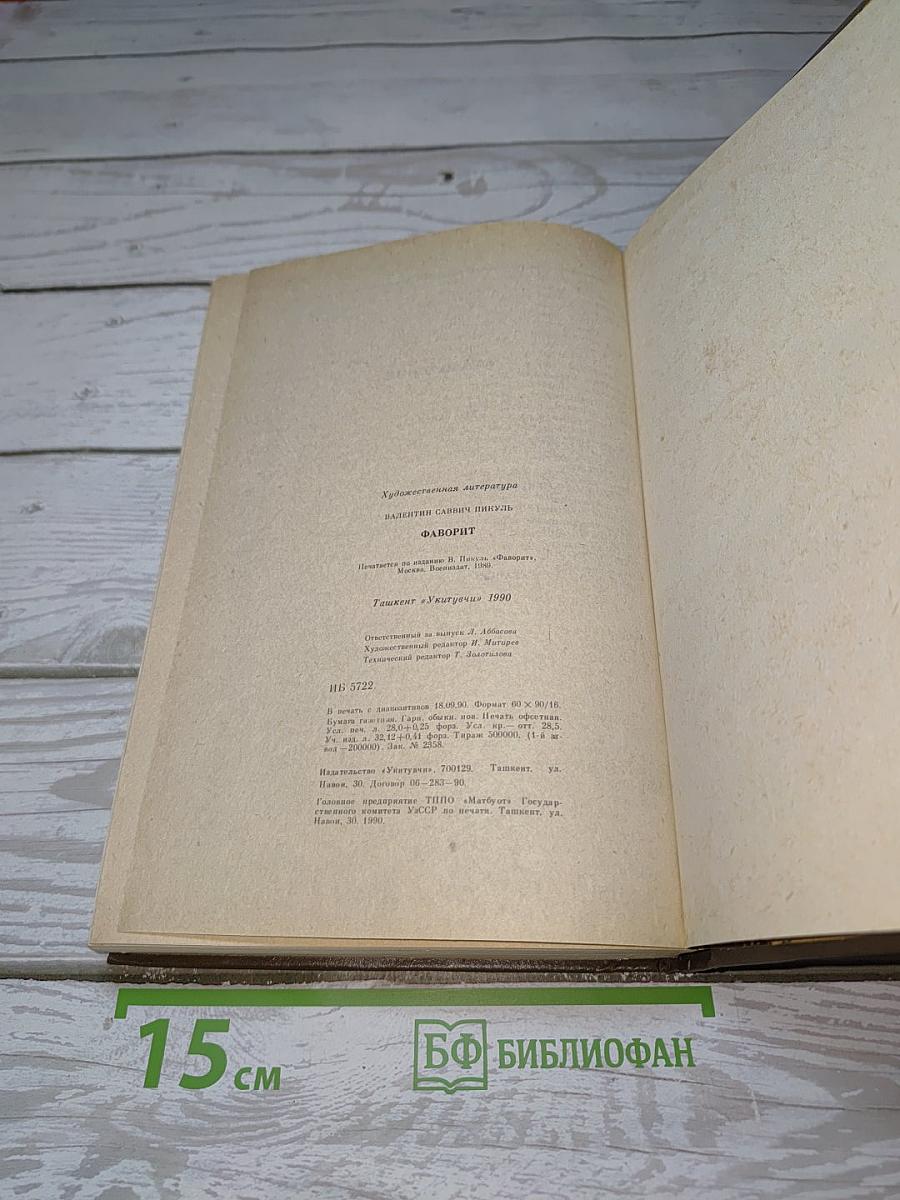 Художественная литература
ВАЛЕНТИН САВВИЧ ПИКУЛЬ
ФАВОРИТ
Печатается по изданию В. Пикуль «Фаворит»,
Москва, Воениздат, 1989.
Ташкент «Укитувчи» 1990
Ответственный за выпуск Л. Аббасова
Художественный редактор И. Митирев
Технический редактор Т. Золотилова
ИБ 5722.
В печать с диапозитивов 18.09.90. Формат 60 × 90/16.
Бумага газетная. Гарн. обыкн. нов. Печать офсетная.
Усл. печ. л. 28,0+0,25 форз. Усл. кр.— отт. 28,5.
Уч. изд. л. 32,12+0,41 форз. Тираж 500000. (1-й за-
вод —200000). Зак. № 2358.
Издательство «Укитувчи», 700129. Ташкент, ул.
Навои, 30. Договор 06—283—90.
Головное предприятие ТППО «Матбуот» Государ-
ственного комитета УзССР по печати. Ташкент, ул.
Навои, 30. 1990.
15 см
БФ БИБЛИОФАН